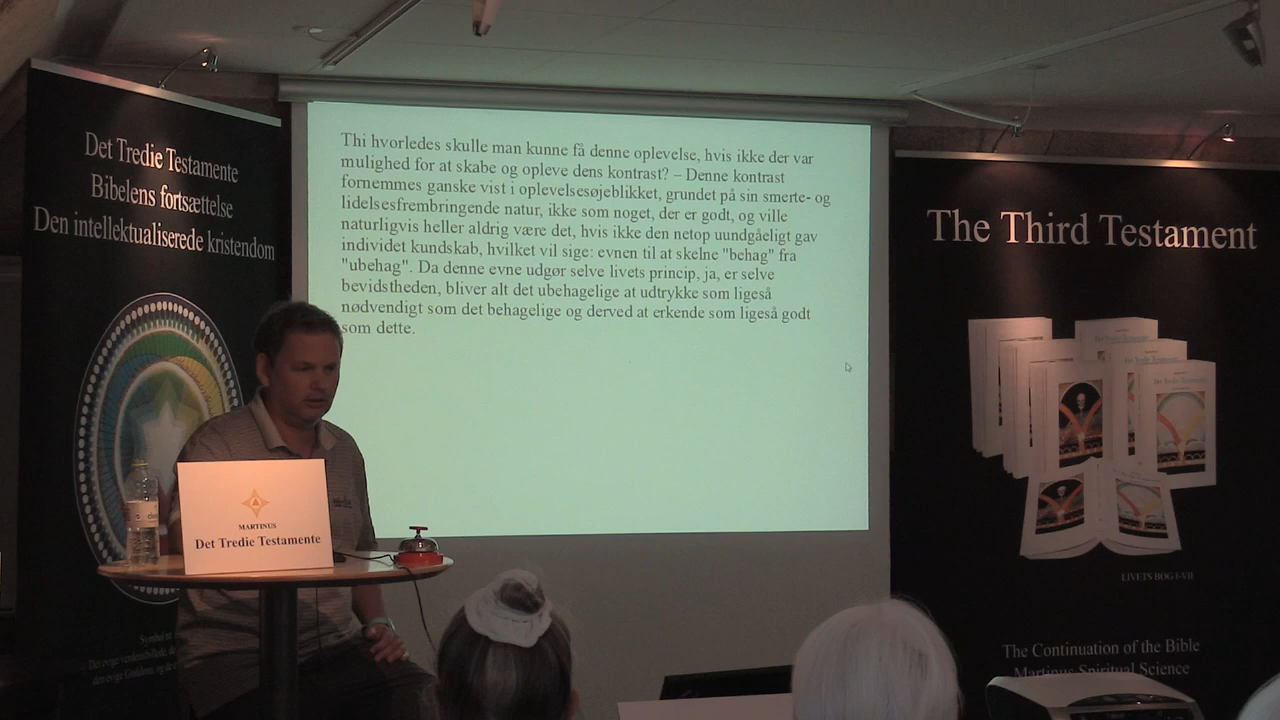 Det Tredie Testamente
Bibelens fortsættelse
Den intellektualiserede kristendom
Thi hvorledes skulle man kunne få denne oplevelse, hvis ikke der var
mulighed for at skabe og opleve dens kontrast? – Denne kontrast
fornemmes ganske vist i oplevelsesøjeblikket, grundet på sin smerte- og
lidelsesfrembringende natur, ikke som noget, der er godt, og ville
naturligvis heller aldrig være det, hvis ikke den netop uundgåeligt gav
individet kundskab, hvilket vil sige: evnen til at skelne "behag" fra
"ubehag". Da denne evne udgør selve livets princip, ja, er selve
bevidstheden, bliver alt det ubehagelige at udtrykke som ligeså
nødvendigt som det behagelige og derved at erkende som ligeså godt
som dette.
MARTINUS
Det Tredie Testamente
The Third Testament
LIVETS BOG I-VII
The Continuation of the Bible
Martinus Spiritual Science